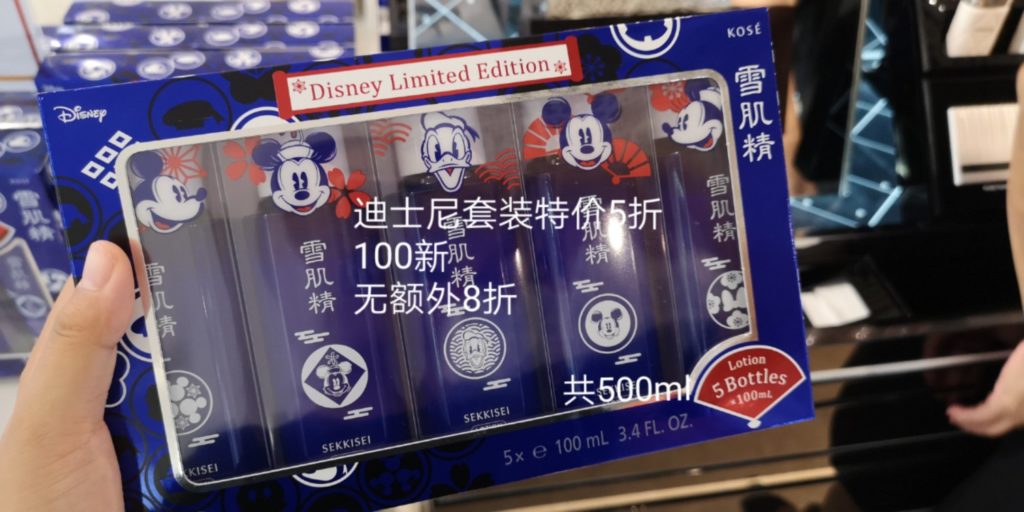 KOSÉ
Disney Limited Edition
Disney
雪肌精
雪肌精
雪肌精
雪肌精
雪肌精
雪肌精
迪士尼套装特价5折
100新
无额外8折
共500ml
Lotion
5 Bottles
×100mL
SEKKISEI
SEKKISEI
KISEI
5× ℮ 100 mL 3.4 FL. OZ.